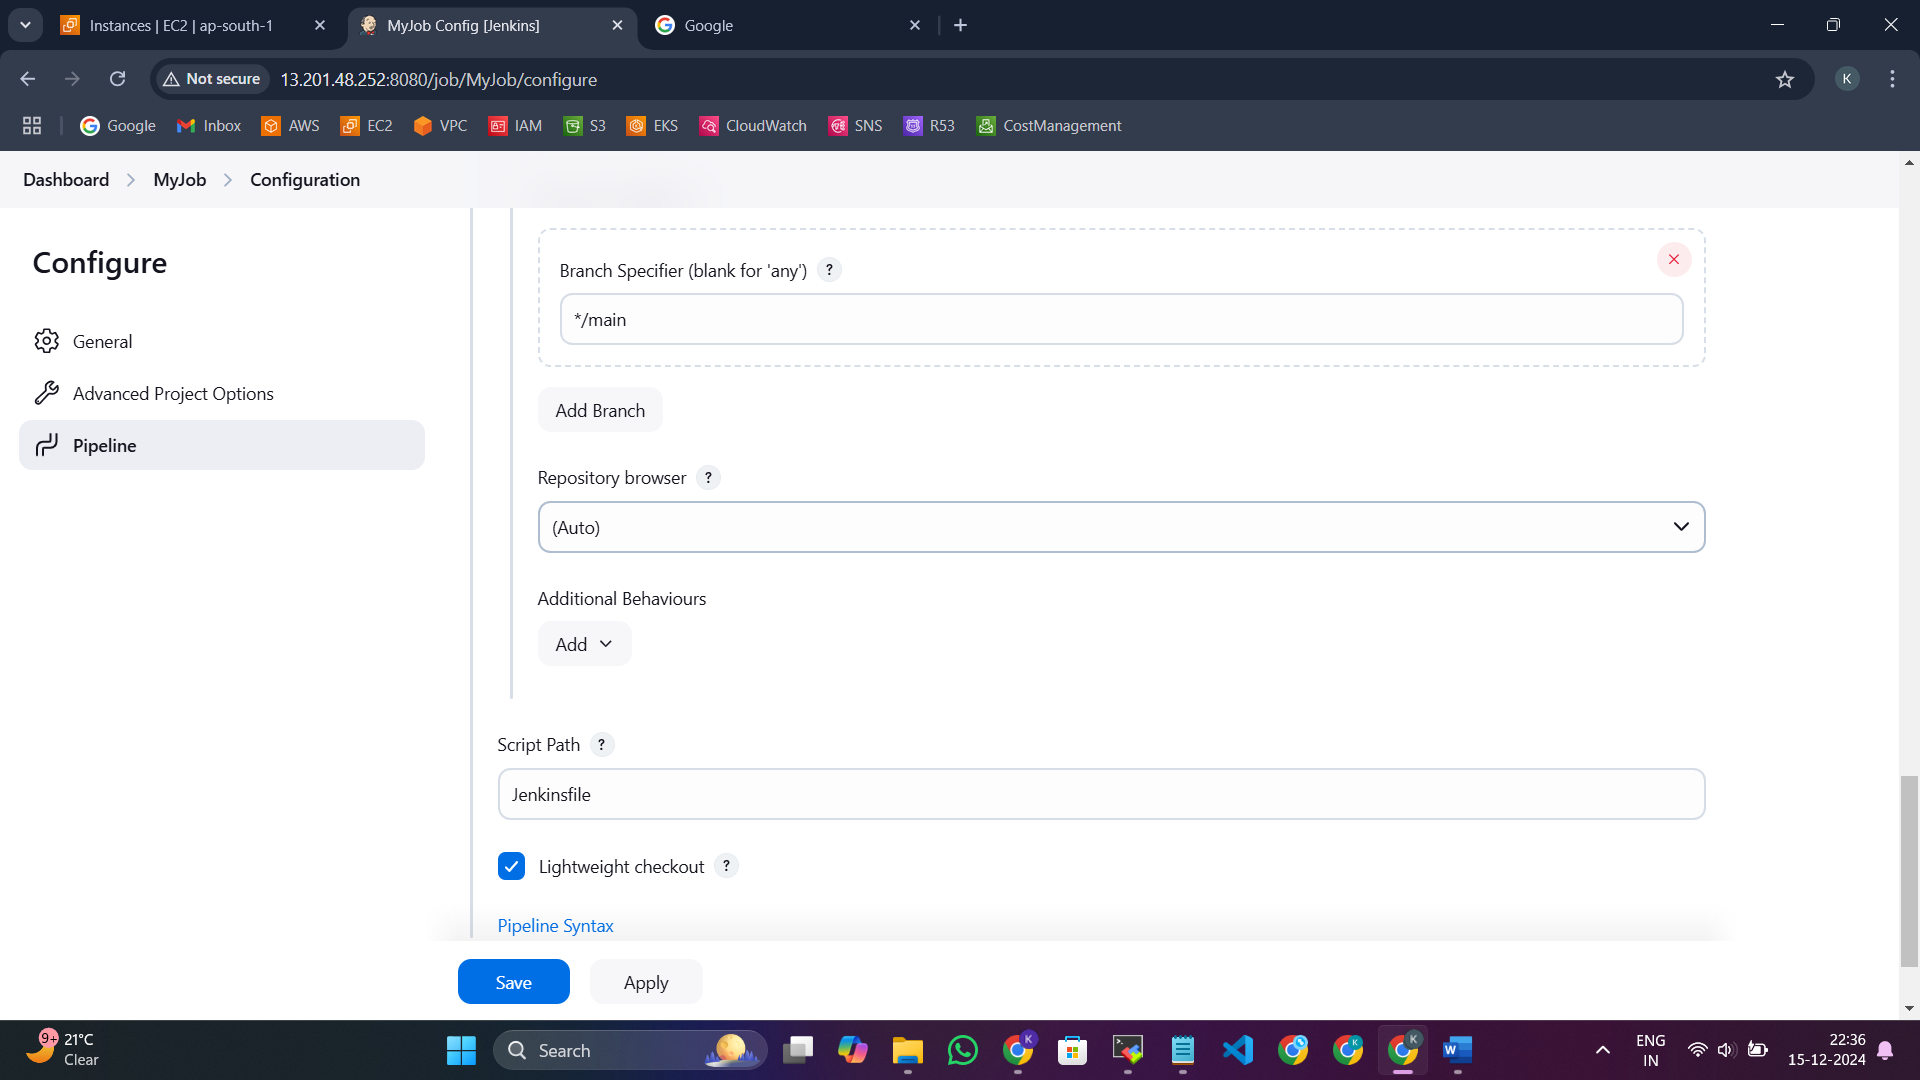 Instances | EC2 | ap-south-1
MyJob Config [Jenkins]
Google
Not secure
13.201.48.252:8080/job/MyJob/configure
K
Google
Inbox
AWS
EC2
VPC
IAM
S3
EKS
CloudWatch
SNS
R53
CostManagement
Dashboard
MyJob
Configuration
Configure
General
Advanced Project Options
Pipeline
Branch Specifier (blank for 'any') ?
*/main
Add Branch
Repository browser ?
(Auto)
Additional Behaviours
Add
Script Path ?
Jenkinsfile
Lightweight checkout ?
Pipeline Syntax
Save
Apply
9+
21°C
Clear
Search
K
K
K
W
ENG
IN
22:36
15-12-2024